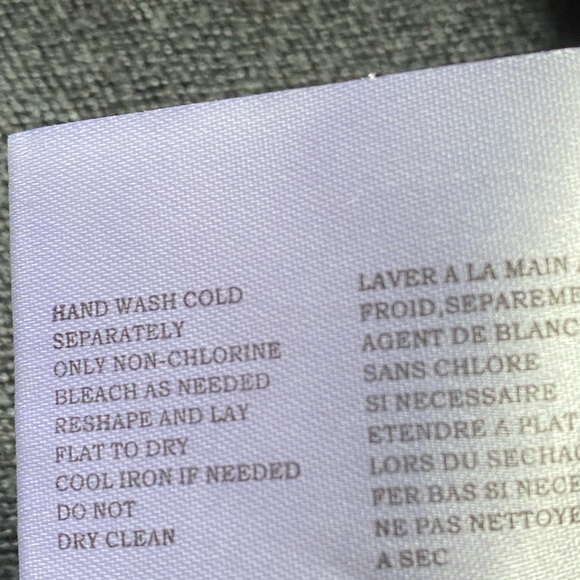 HAND WASH COLD
SEPARATELY
ONLY NON-CHLORINE
BLEACH AS NEEDED
RESHAPE AND LAY
FLAT TO DRY
COOL IRON IF NEEDED
DO NOT
DRY CLEAN
LAVER A LA MAIN
FROID,SEPAREME
AGENT DE BLANC
SANS CHLORE
SI NECESSAIRE
ETENDRE A PLAT
LORS DU SECHAG
FER BAS SI NECE
NE PAS NETTOYE
A SEC